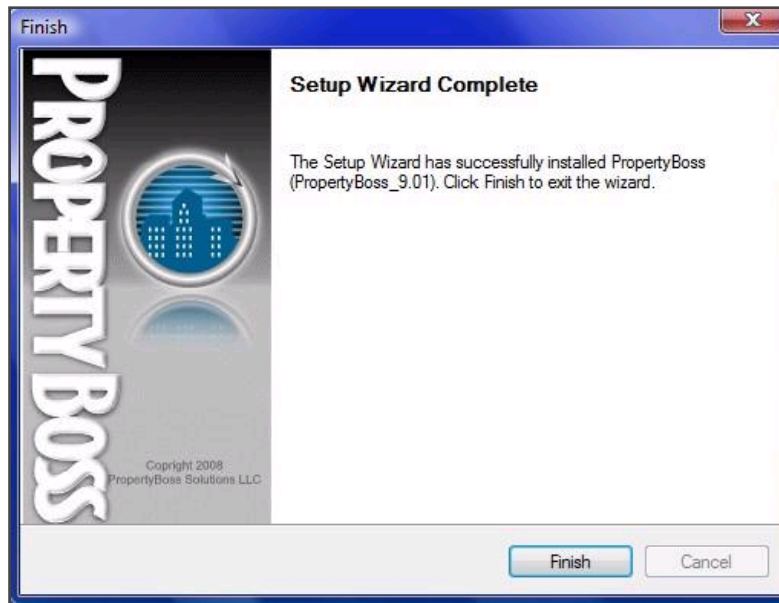 Finish
PROPERTY BOSS
Setup Wizard Complete
The Setup Wizard has successfully installed PropertyBoss
(PropertyBoss_9.01). Click Finish to exit the wizard.
Copright 2008
PropertyBoss Solutions LLC
Finish
Cancel